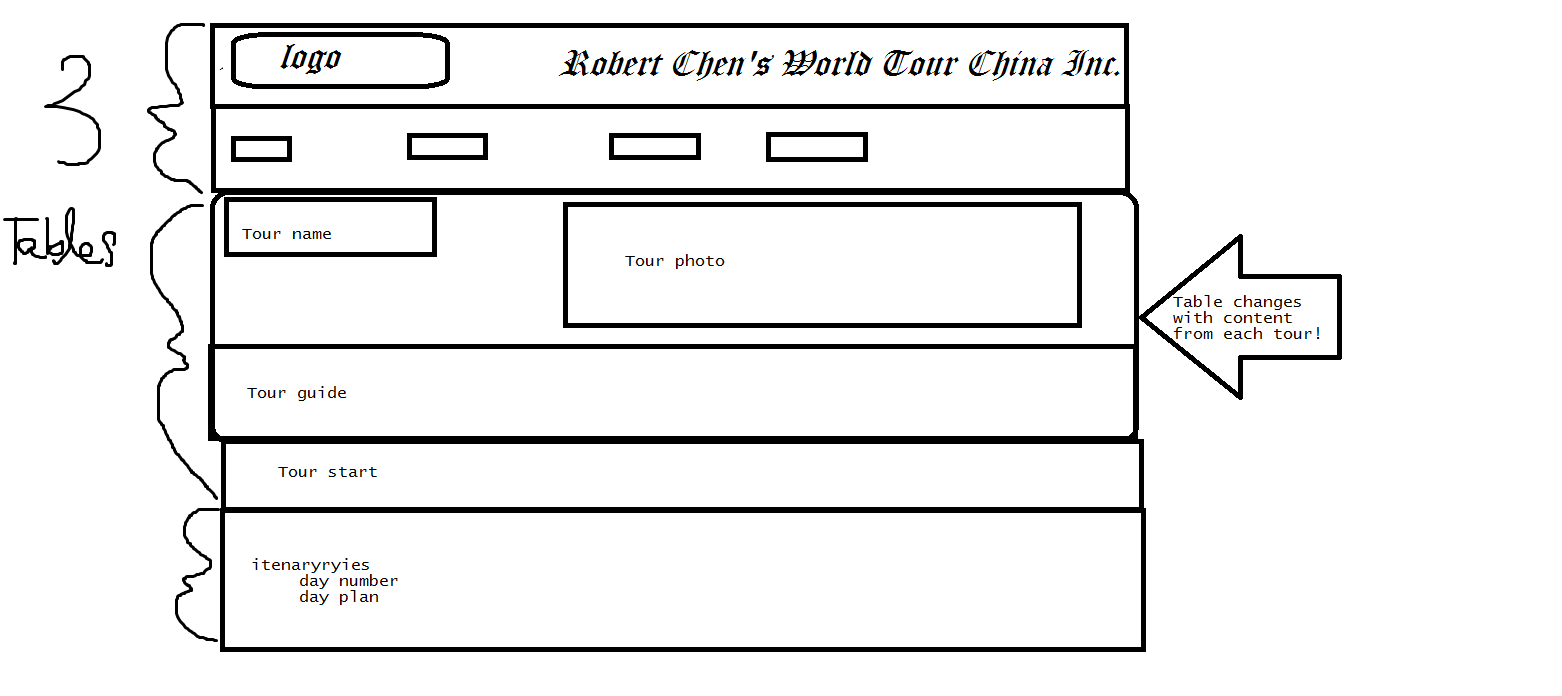 3
Tables
logo
Robert Chen's World Tour China Inc.
Tour name
Tour photo
Table changes
with content
from each tour!
Tour guide
Tour start
itenaryryies
day number
day plan